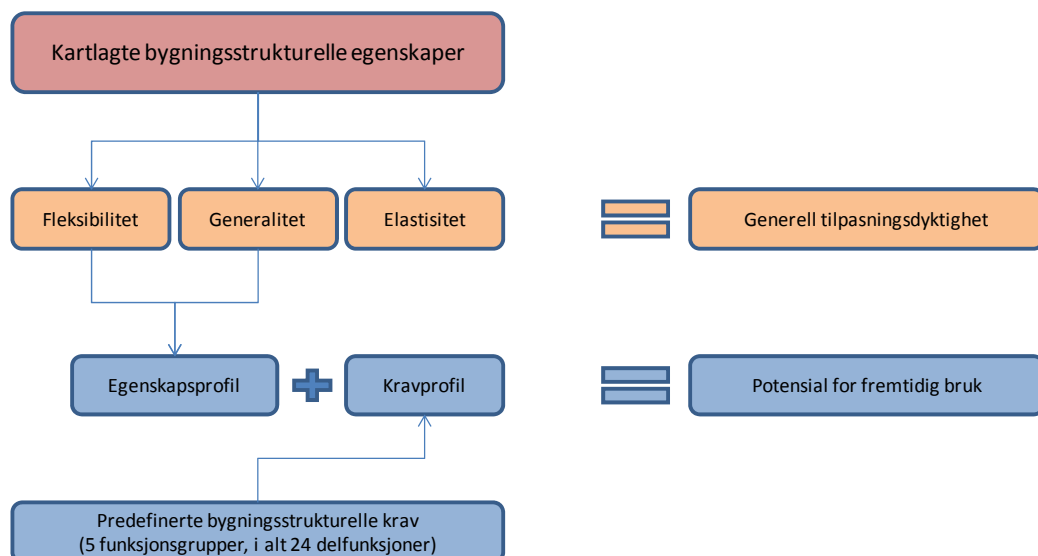 Kartlagte bygningsstrukturelle egenskaper
Fleksibilitet
Generalitet
Elastisitet
Generell tilpasningsdyktighet
Egenskapsprofil
Kravprofil
Potensial for fremtidig bruk
Predefinerte bygningsstrukturelle krav
(5 funksjonsgrupper, i alt 24 delfunksjoner)